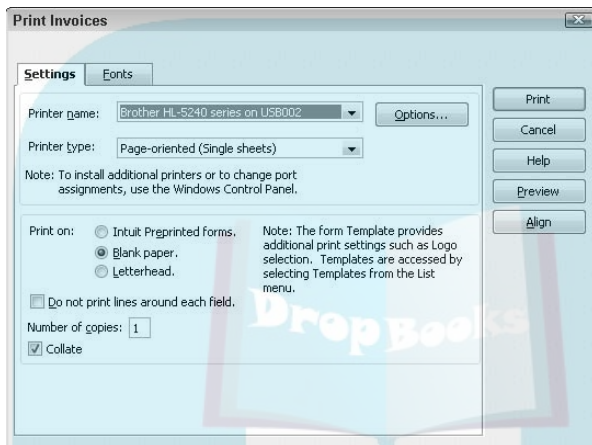 Print Invoices
Settings
Fonts
Printer name:
Brother HL-5240 series on USB002
Options...
Printer type:
Page-oriented (Single sheets)
Note: To install additional printers or to change port
assignments, use the Windows Control Panel.
Print on:
Intuit Preprinted forms.
Blank paper.
Letterhead.
Note: The form Template provides
additional print settings such as Logo
selection. Templates are accessed by
selecting Templates from the List
menu.
Do not print lines around each field.
Number of copies: 1
Collate
Print
Cancel
Help
Preview
Align
DropBooks